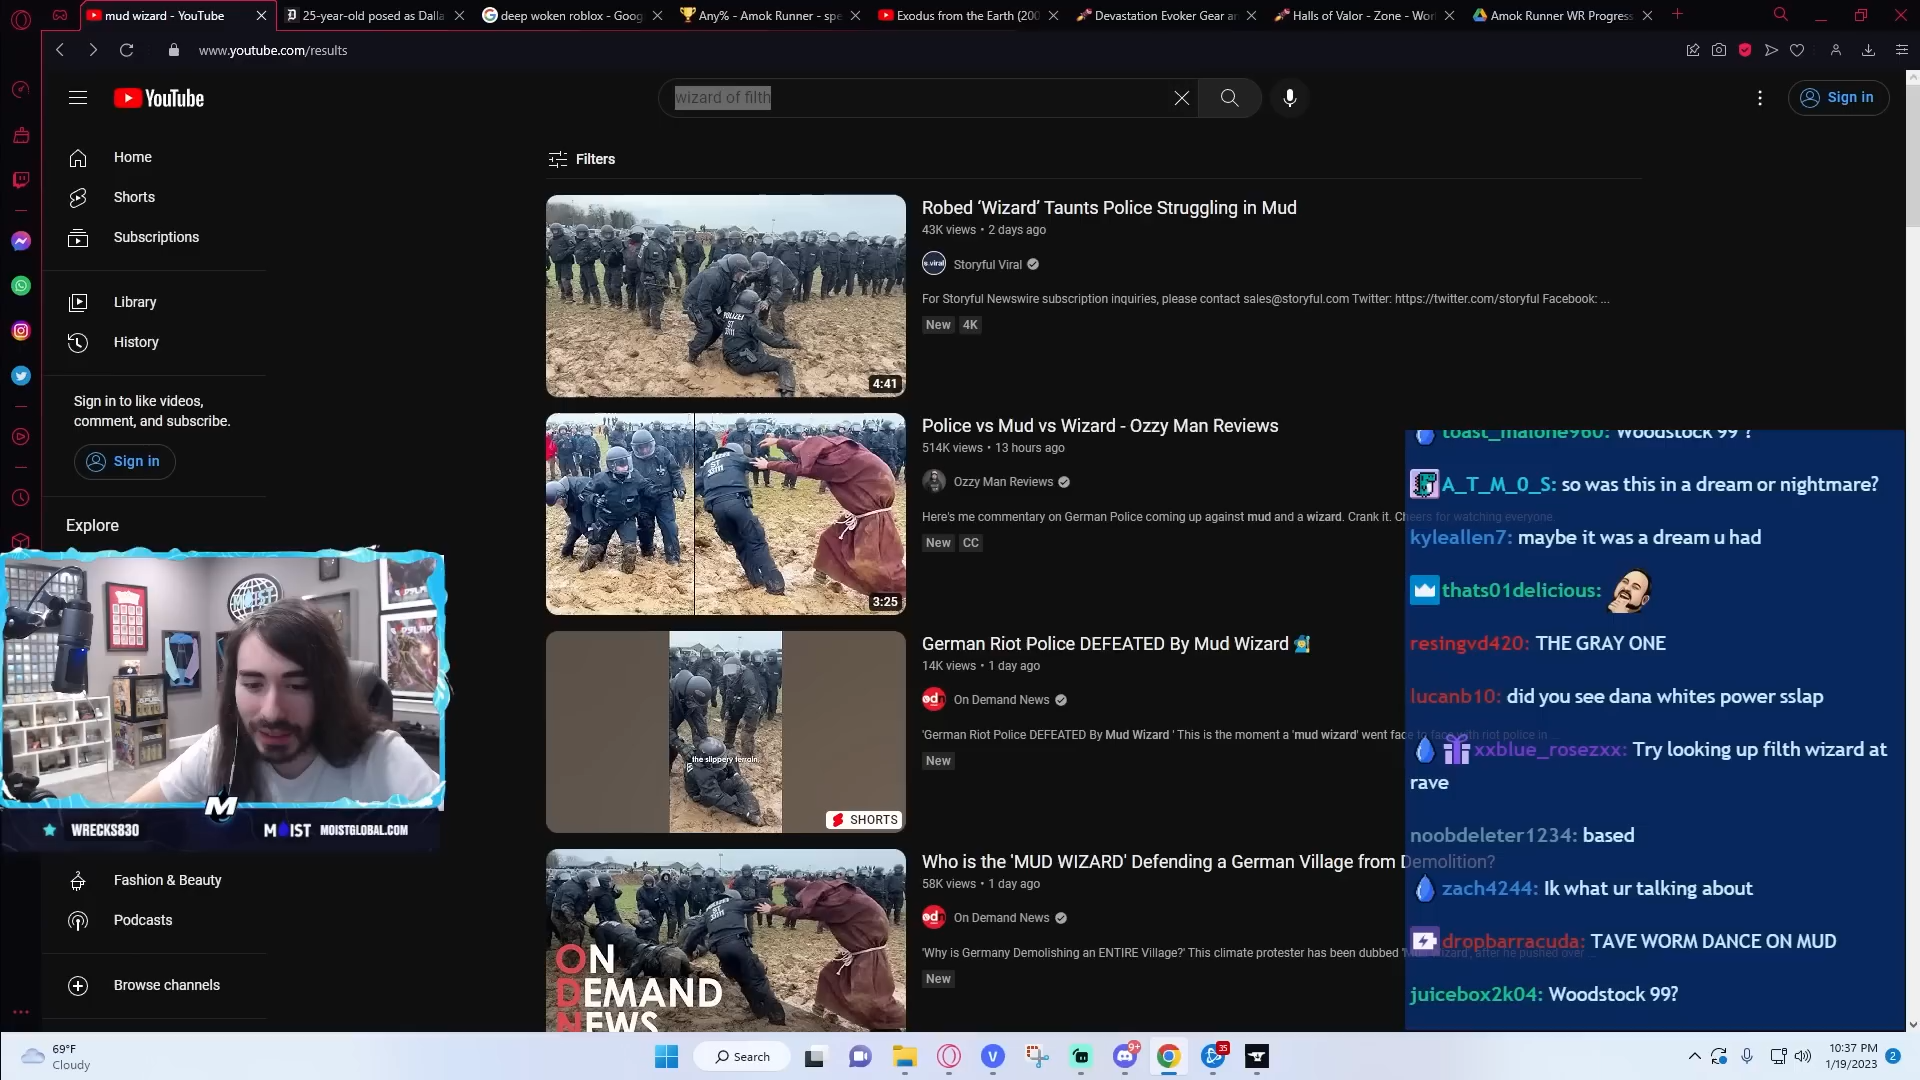 mud wizard - YouTube
25-year-old posed as Dalla
deep woken roblox - Goog
Any% - Amok Runner - spe
Exodus from the Earth (200
Devastation Evoker Gear an
Halls of Valor - Zone - Wor
Amok Runner WR Progress
www.youtube.com/results
YouTube
wizard of filth
Sign in
Home
Shorts
Subscriptions
Library
History
Sign in to like videos,
comment, and subscribe.
Sign in
Explore
Fashion & Beauty
Podcasts
Browse channels
Filters
POLIZEI
ST
4:41
Robed ‘Wizard’ Taunts Police Struggling in Mud
43K views • 2 days ago
s.viral
Storyful Viral
For Storyful Newswire subscription inquiries, please contact sales@storyful.com Twitter: https://twitter.com/storyful Facebook: ...
New 4K
3:25
Police vs Mud vs Wizard - Ozzy Man Reviews
514K views • 13 hours ago
Ozzy Man Reviews
Here's me commentary on German Police coming up against mud and a wizard. Crank it. Cheers for watching everyone.
New CC
the slippery terrain,
SHORTS
German Riot Police DEFEATED By Mud Wizard
14K views • 1 day ago
odn
On Demand News
'German Riot Police DEFEATED By Mud Wizard ' This is the moment a 'mud wizard' went face to face with riot police in ...
New
ON
DEMAND
NEWS
Who is the 'MUD WIZARD' Defending a German Village from Demolition?
58K views • 1 day ago
odn
On Demand News
'Why is Germany Demolishing an ENTIRE Village?' This climate protester has been dubbed 'Mud Wizard', after he pushed over ...
New
toast_malone960: Woodstock 99 ?
A_T_M_0_S: so was this in a dream or nightmare?
kyleallen7: maybe it was a dream u had
thats01delicious:
resingvd420: THE GRAY ONE
lucanb10: did you see dana whites power sslap
xxblue_rosezxx: Try looking up filth wizard at
rave
noobdeleter1234: based
zach4244: Ik what ur talking about
dropbarracuda: TAVE WORM DANCE ON MUD
juicebox2k04: Woodstock 99?
MOIST
M
WRECKS830
MOIST MOISTGLOBAL.COM
69°F
Cloudy
Search
9+
35
10:37 PM
1/19/2023
2